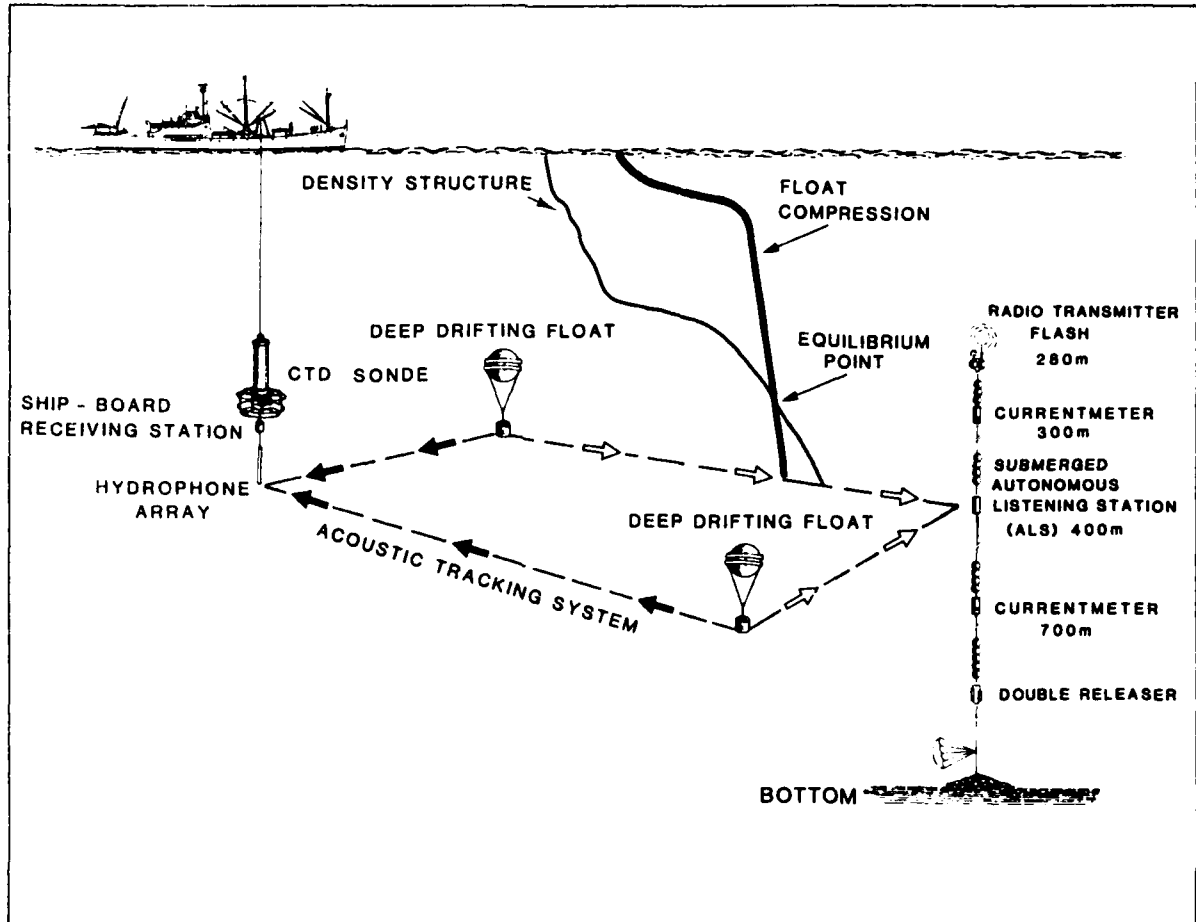 DENSITY STRUCTURE
FLOAT
COMPRESSION
DEEP DRIFTING FLOAT
EQUILIBRIUM
POINT
RADIO TRANSMITTER
FLASH
280m
CTD SONDE
SHIP - BOARD
RECEIVING STATION
CURRENTMETER
300m
HYDROPHONE
ARRAY
SUBMERGED
AUTONOMOUS
LISTENING STATION
(ALS) 400m
DEEP DRIFTING FLOAT
ACOUSTIC TRACKING SYSTEM
CURRENTMETER
700m
DOUBLE RELEASER
BOTTOM